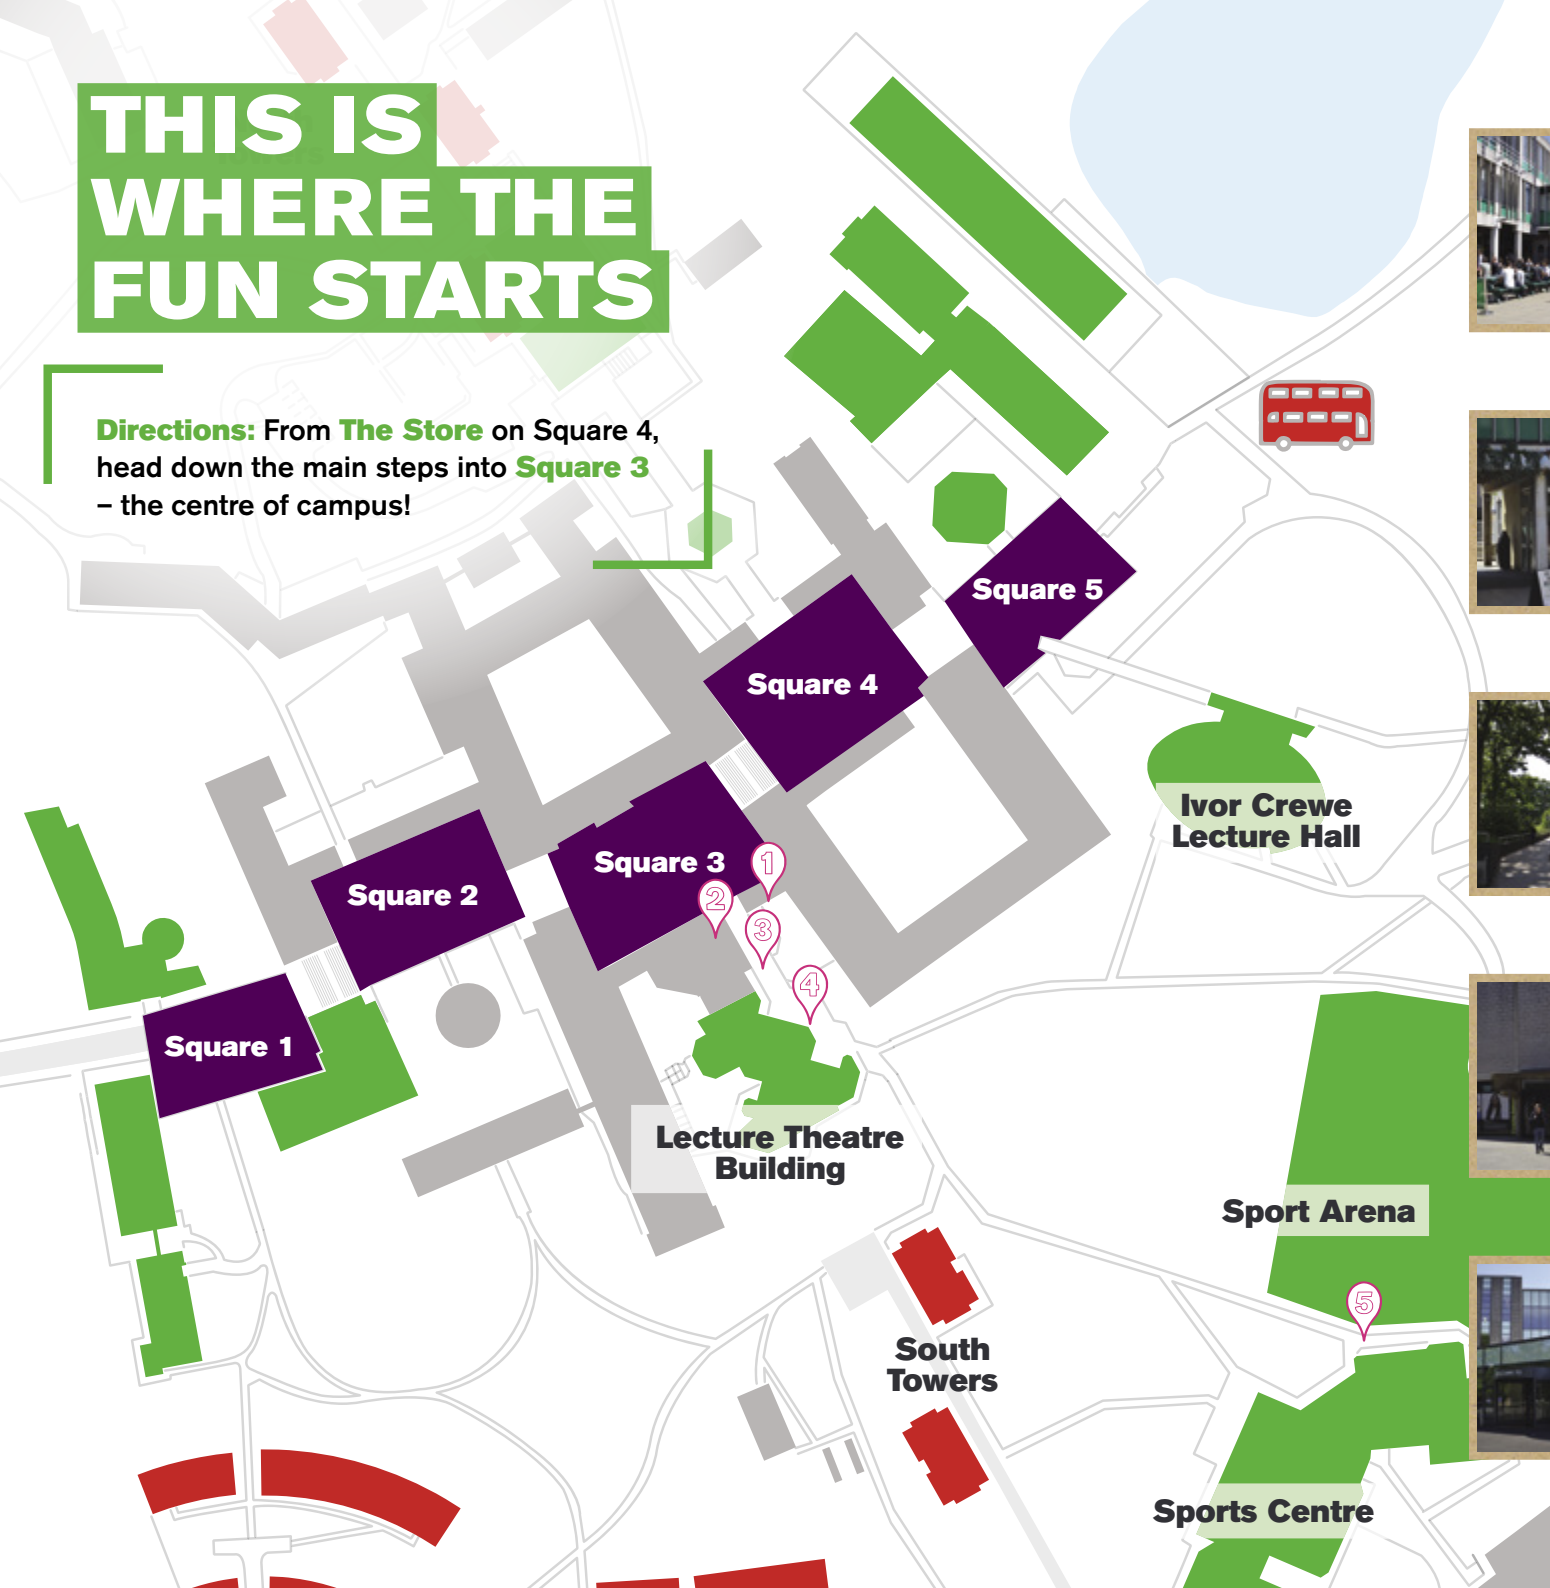 THIS IS
WHERE THE
FUN STARTS
Directions: From The Store on Square 4,
head down the main steps into Square 3
– the centre of campus!
Square 5
Square 4
Square 3
Square 2
Square 1
1
2
3
4
Ivor Crewe
Lecture Hall
Lecture Theatre
Building
Sport Arena
5
South
Towers
Sports Centre